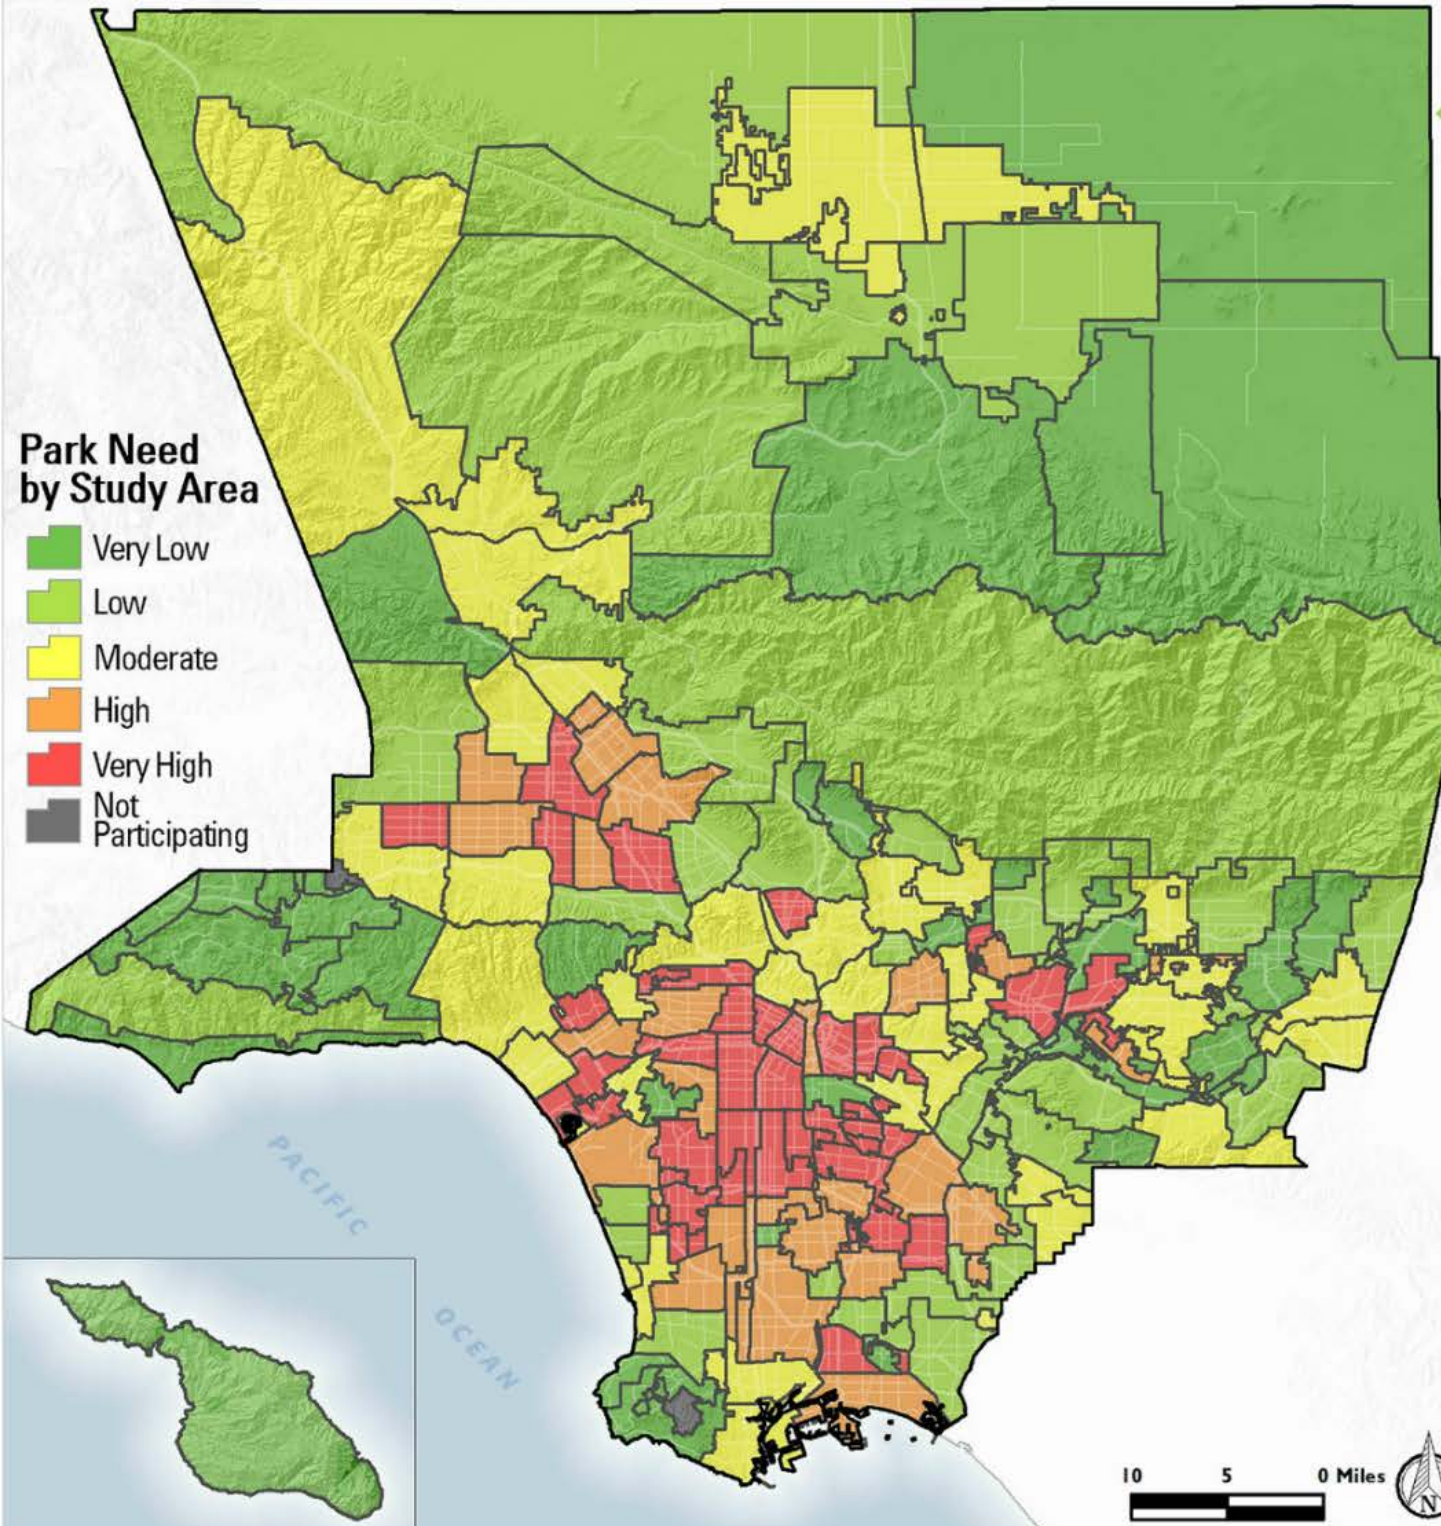 Park Need
by Study Area
Very Low
Low
Moderate
High
Very High
Not
Participating
PACIFIC
OCEAN
10 5 0 Miles
N